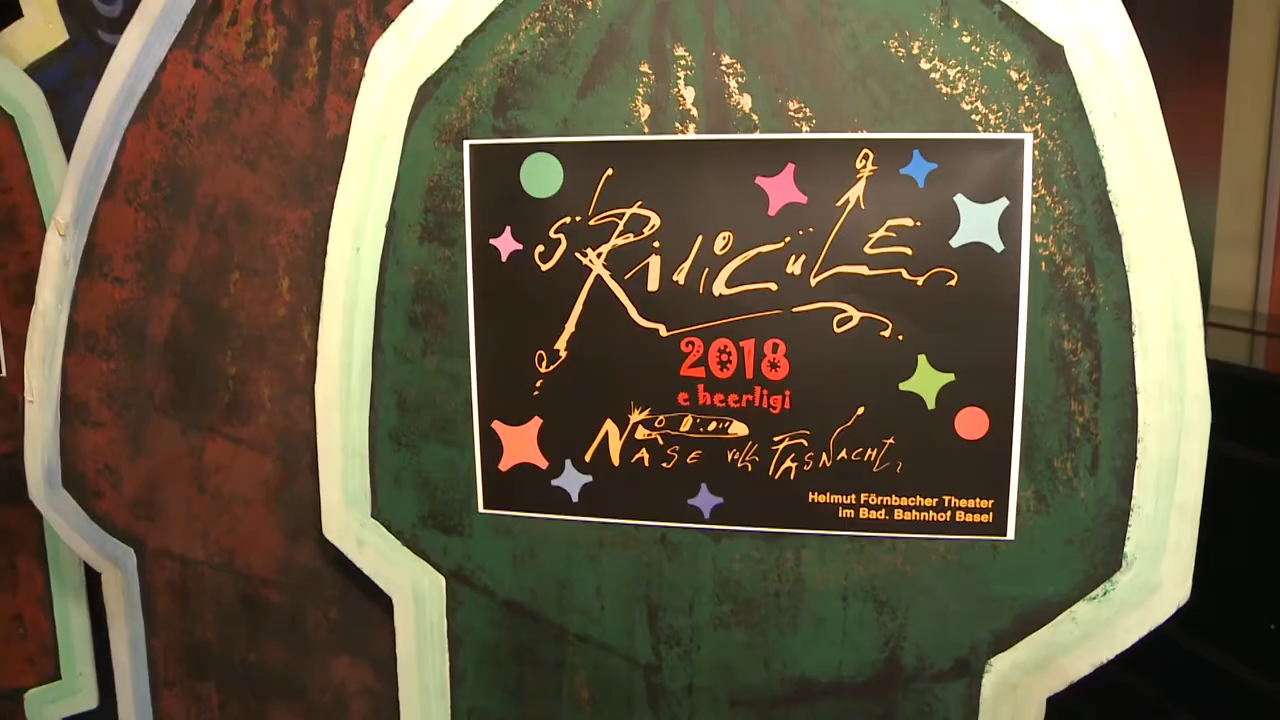 s'RidicüLE
2018
e heerligi
NASE voll FASNACHT
Helmut Förnbacher Theater
im Bad. Bahnhof Basel